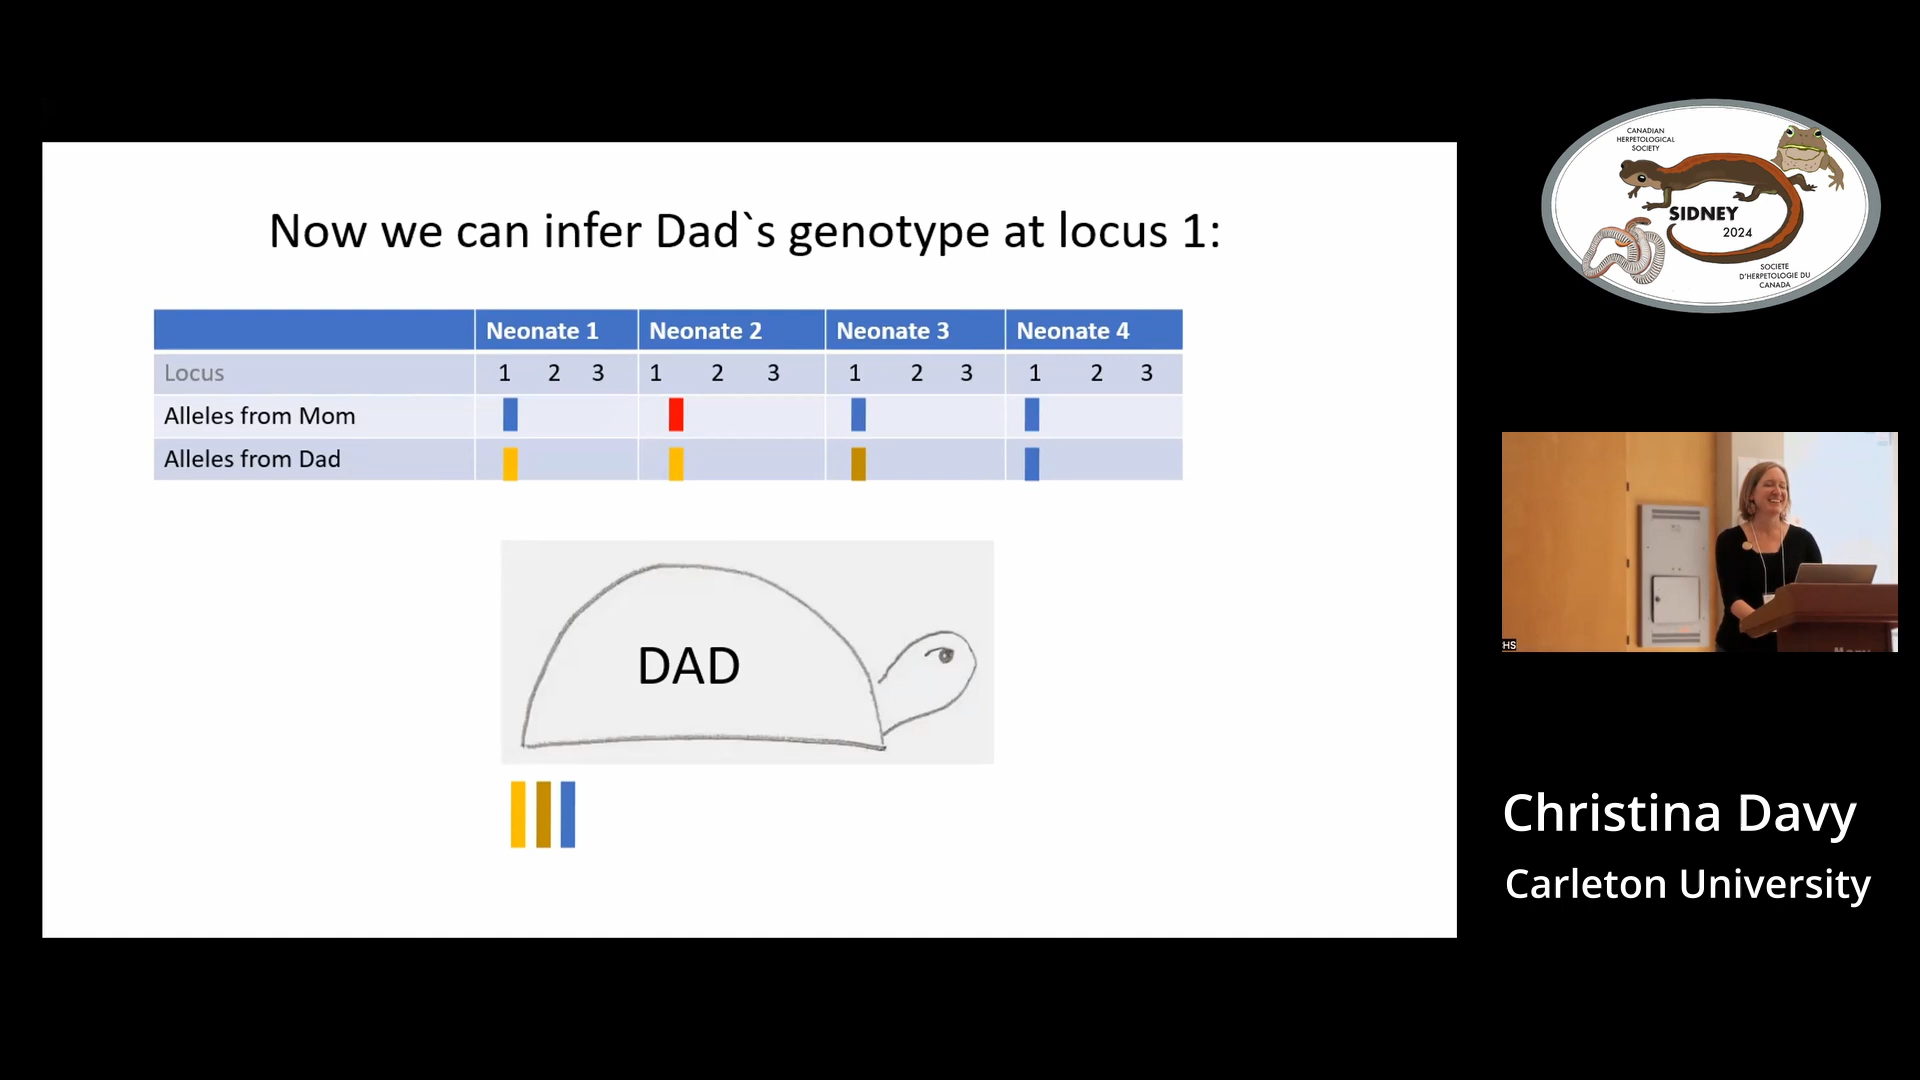 Now we can infer Dad`s genotype at locus 1:
Neonate 1 Neonate 2 Neonate 3 Neonate 4
Locus 1 2 3 1 2 3 1 2 3 1 2 3
Alleles from Mom
Alleles from Dad
DAD
CANADIAN
HERPETOLOGICAL
SOCIETY
SIDNEY
2024
SOCIETE
D'HERPETOLOGIE DU
CANADA
HS
Christina Davy
Carleton University